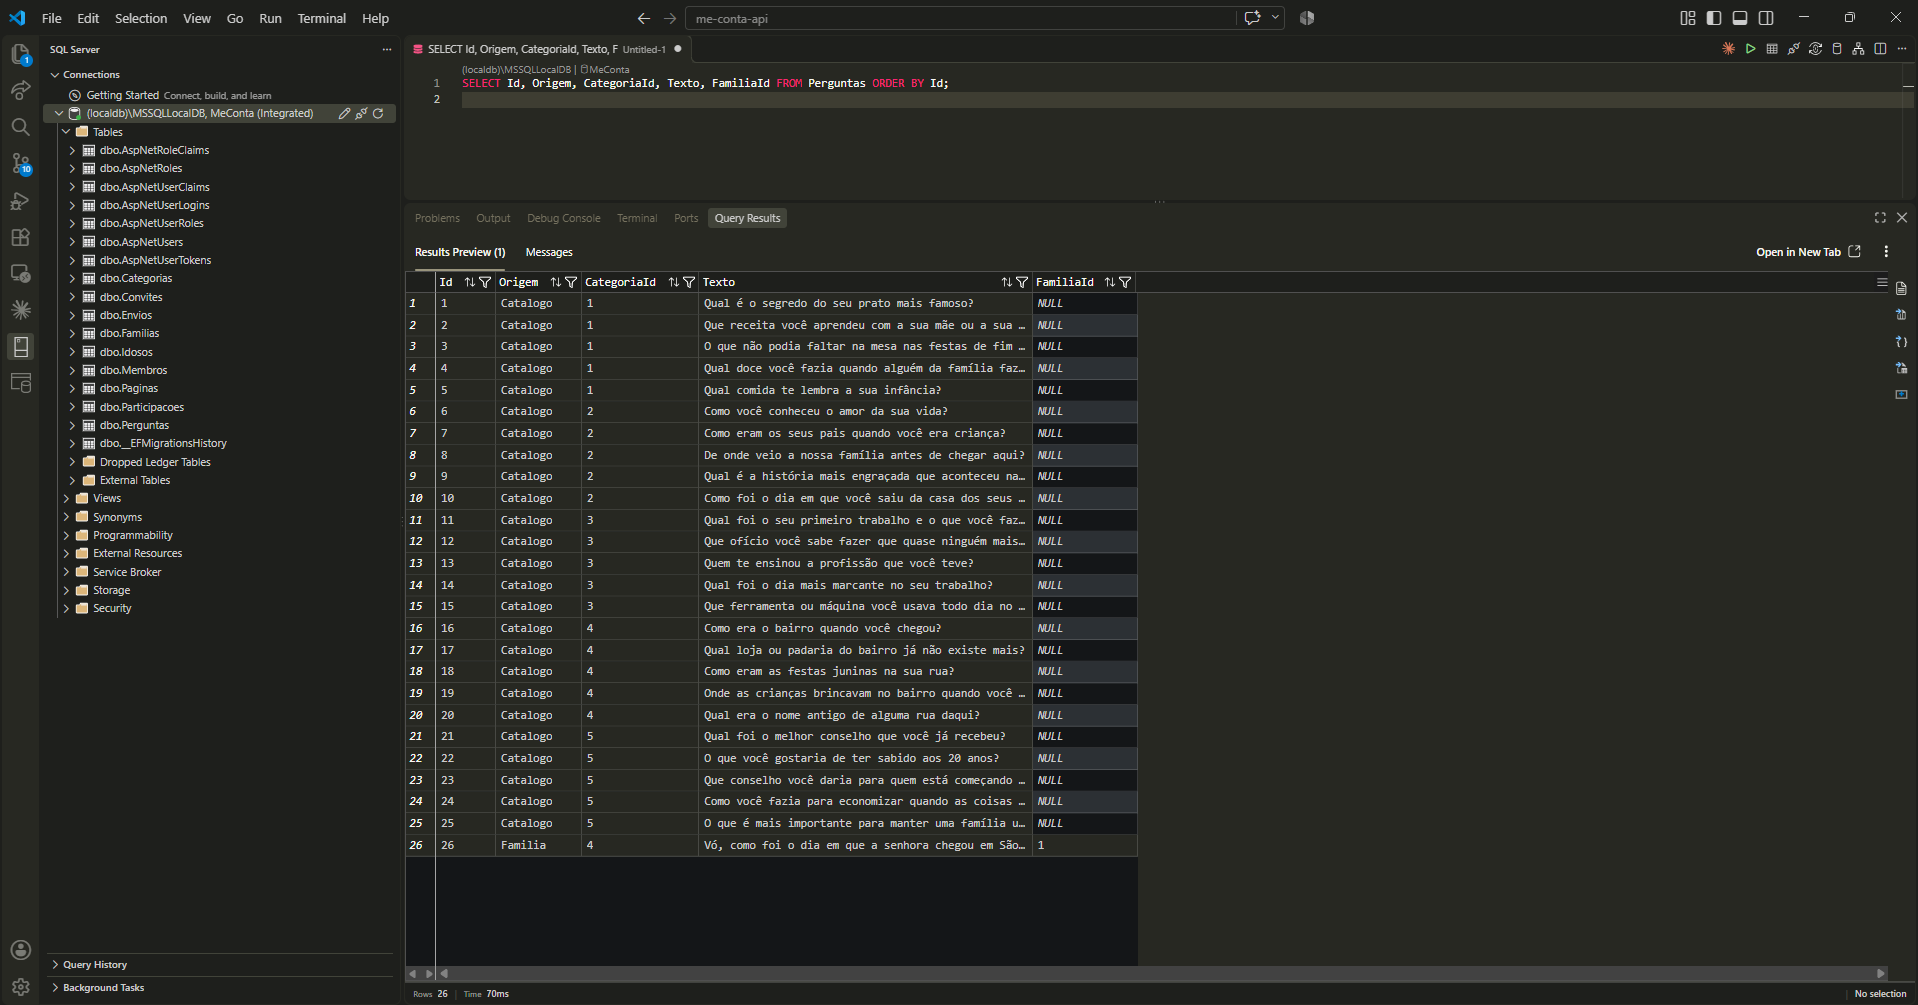 File Edit Selection View Go Run Terminal Help
me-conta-api
SQL Server
SELECT Id, Origem, CategoriaId, Texto, F Untitled-1
Connections
Getting Started Connect, build, and learn
(localdb)\MSSQLLocalDB, MeConta (Integrated)
Tables
dbo.AspNetRoleClaims
dbo.AspNetRoles
dbo.AspNetUserClaims
dbo.AspNetUserLogins
dbo.AspNetUserRoles
dbo.AspNetUsers
dbo.AspNetUserTokens
dbo.Categorias
dbo.Convites
dbo.Envios
dbo.Familias
dbo.Idosos
dbo.Membros
dbo.Paginas
dbo.Participacoes
dbo.Perguntas
dbo.__EFMigrationsHistory
Dropped Ledger Tables
External Tables
Views
Synonyms
Programmability
External Resources
Service Broker
Storage
Security
Query History
Background Tasks
1
10
(localdb)\MSSQLLocalDB | MeConta
1 SELECT Id, Origem, CategoriaId, Texto, FamiliaId FROM Perguntas ORDER BY Id;
2
Problems Output Debug Console Terminal Ports Query Results
Results Preview (1) Messages Open in New Tab
Id Origem CategoriaId Texto FamiliaId
1 1 Catalogo 1 Qual é o segredo do seu prato mais famoso? NULL
2 2 Catalogo 1 Que receita você aprendeu com a sua mãe ou a sua … NULL
3 3 Catalogo 1 O que não podia faltar na mesa nas festas de fim … NULL
4 4 Catalogo 1 Qual doce você fazia quando alguém da família faz… NULL
5 5 Catalogo 1 Qual comida te lembra a sua infância? NULL
6 6 Catalogo 2 Como você conheceu o amor da sua vida? NULL
7 7 Catalogo 2 Como eram os seus pais quando você era criança? NULL
8 8 Catalogo 2 De onde veio a nossa família antes de chegar aqui? NULL
9 9 Catalogo 2 Qual é a história mais engraçada que aconteceu na… NULL
10 10 Catalogo 2 Como foi o dia em que você saiu da casa dos seus … NULL
11 11 Catalogo 3 Qual foi o seu primeiro trabalho e o que você faz… NULL
12 12 Catalogo 3 Que ofício você sabe fazer que quase ninguém mais… NULL
13 13 Catalogo 3 Quem te ensinou a profissão que você teve? NULL
14 14 Catalogo 3 Qual foi o dia mais marcante no seu trabalho? NULL
15 15 Catalogo 3 Que ferramenta ou máquina você usava todo dia no … NULL
16 16 Catalogo 4 Como era o bairro quando você chegou? NULL
17 17 Catalogo 4 Qual loja ou padaria do bairro já não existe mais? NULL
18 18 Catalogo 4 Como eram as festas juninas na sua rua? NULL
19 19 Catalogo 4 Onde as crianças brincavam no bairro quando você … NULL
20 20 Catalogo 4 Qual era o nome antigo de alguma rua daqui? NULL
21 21 Catalogo 5 Qual foi o melhor conselho que você já recebeu? NULL
22 22 Catalogo 5 O que você gostaria de ter sabido aos 20 anos? NULL
23 23 Catalogo 5 Que conselho você daria para quem está começando … NULL
24 24 Catalogo 5 Como você fazia para economizar quando as coisas … NULL
25 25 Catalogo 5 O que é mais importante para manter uma família u… NULL
26 26 Familia 4 Vó, como foi o dia em que a senhora chegou em São… 1
Rows 26 Time 70ms No selection